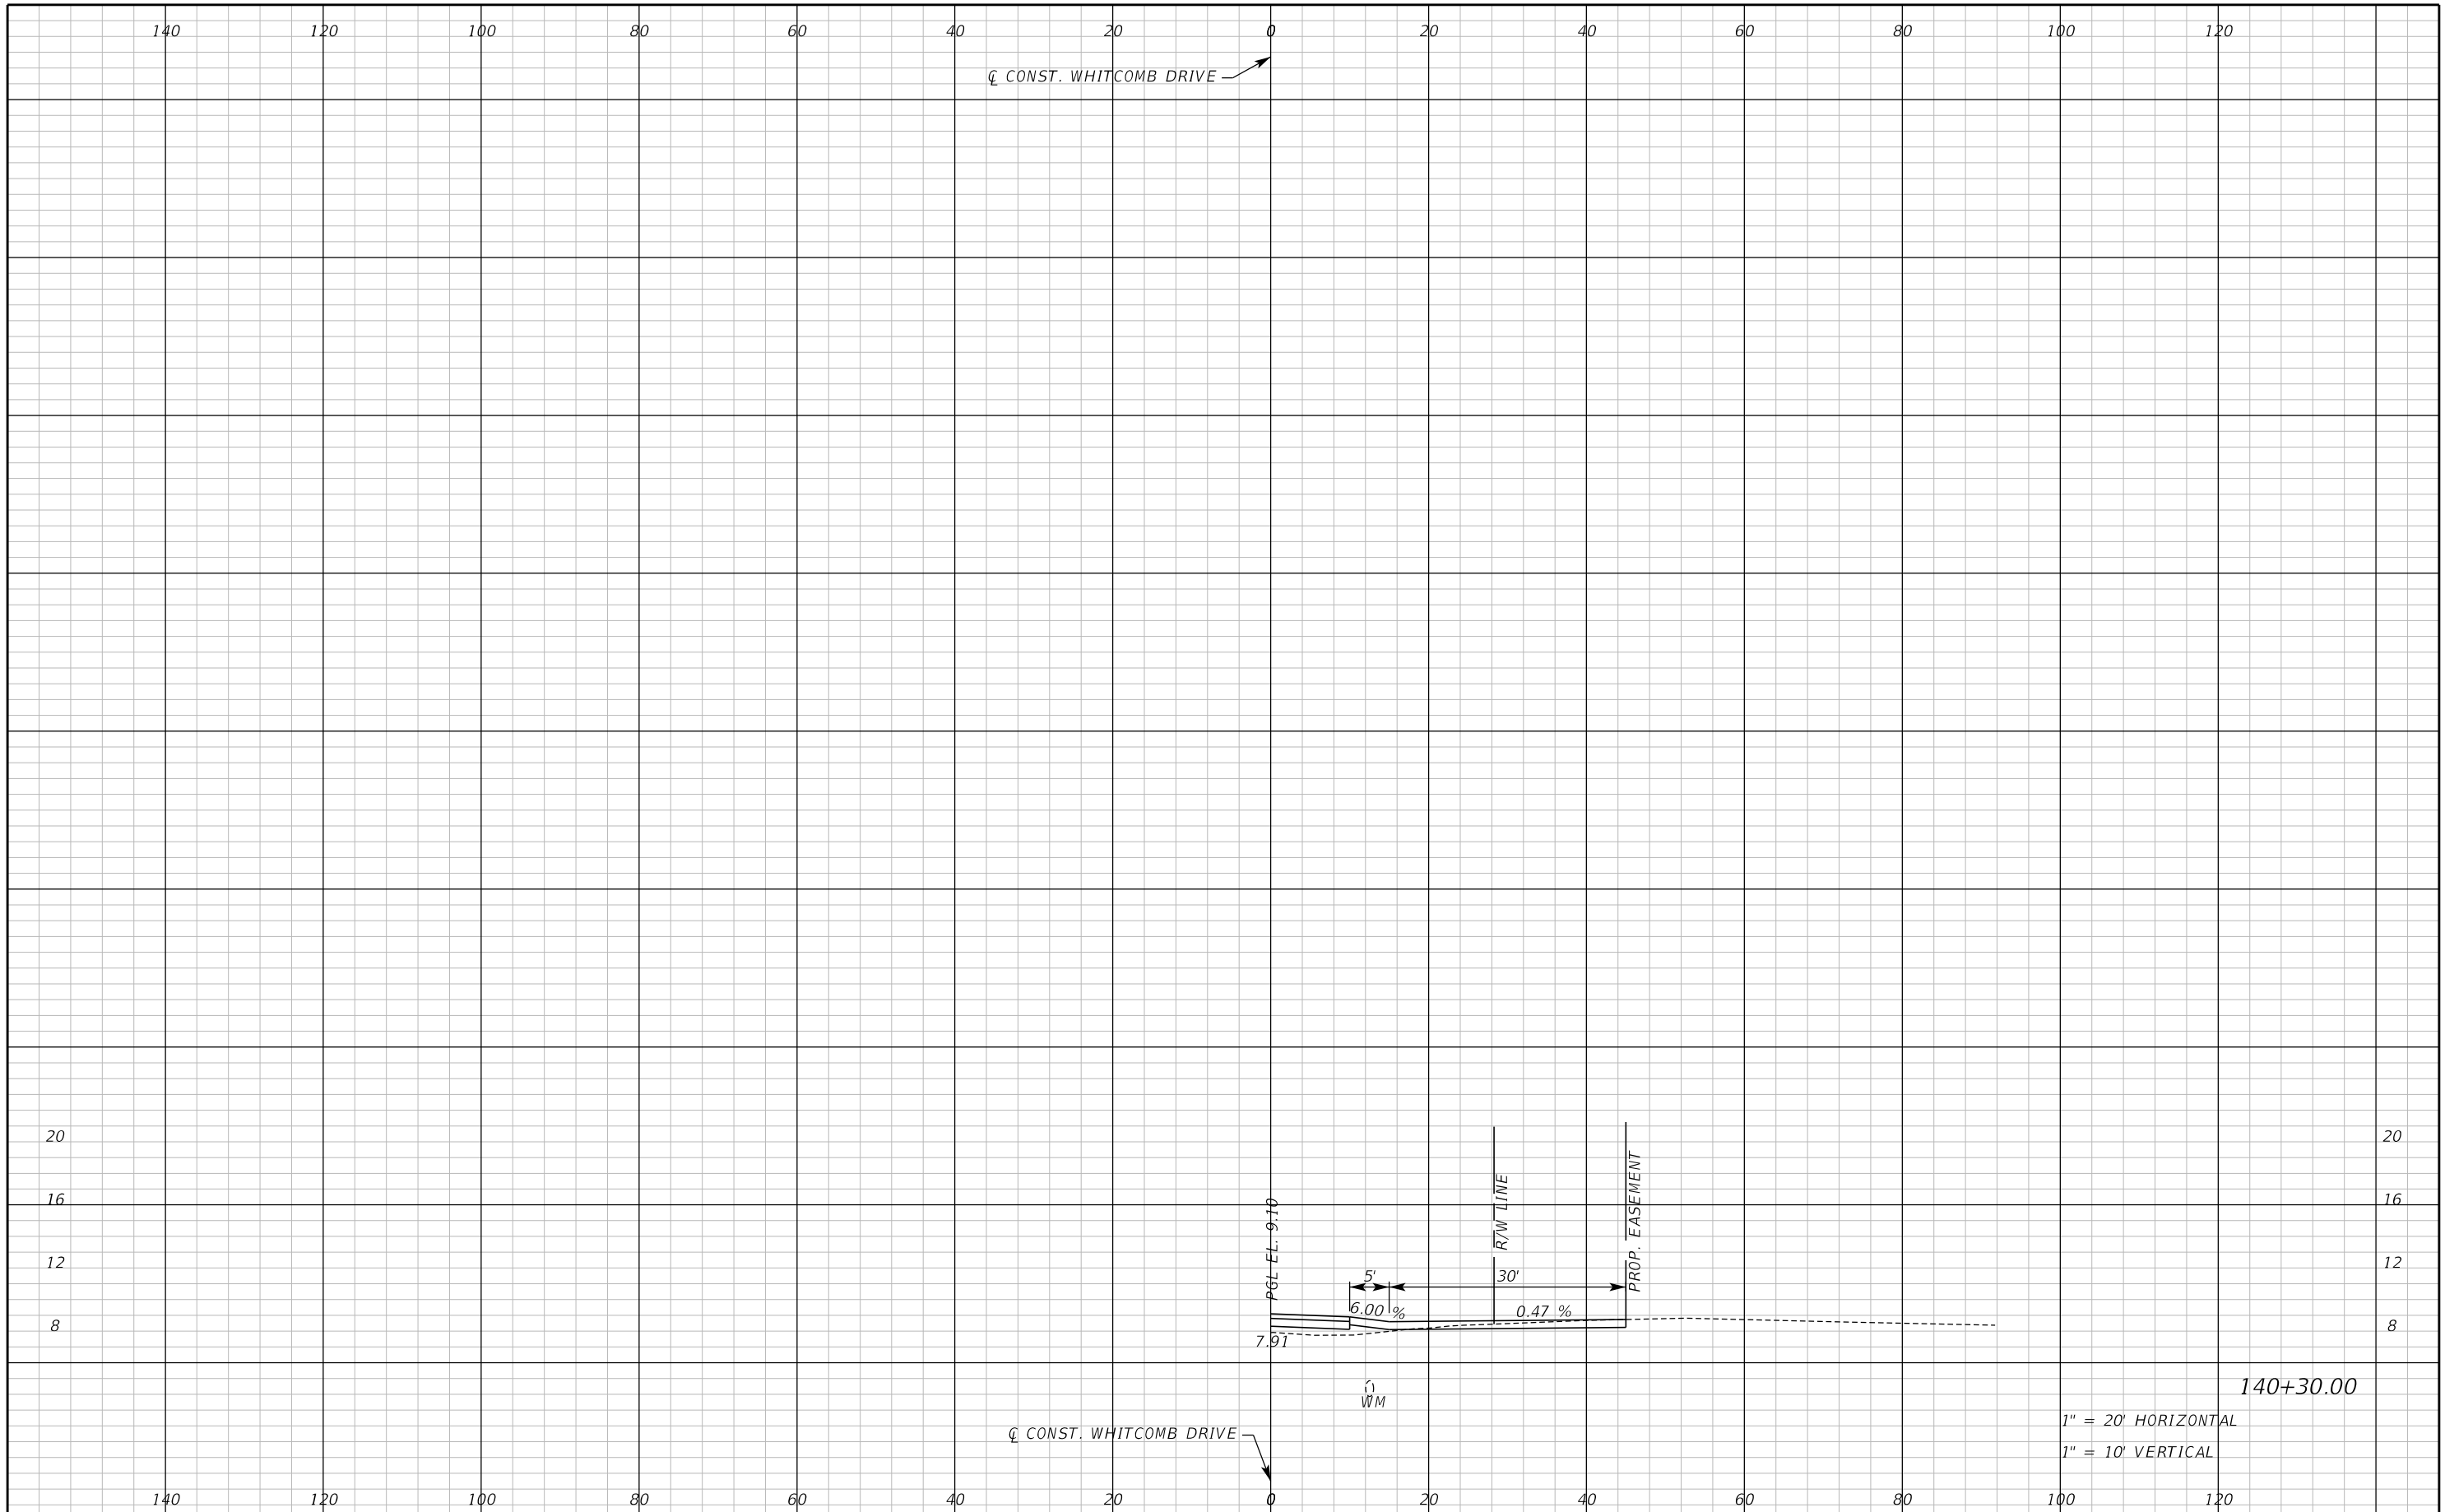 140 120 100 80 60 40 20 0 20 40 60 80 100 120
℄ CONST. WHITCOMB DRIVE
20 20
16 16
12 12
8 8
PGL EL. 9.10
R/W LINE
PROP. EASEMENT
5' 30'
6.00 % 0.47 %
7.91
WM
140+30.00
1" = 20' HORIZONTAL
℄ CONST. WHITCOMB DRIVE
1" = 10' VERTICAL
140 120 100 80 60 40 20 0 20 40 60 80 100 120